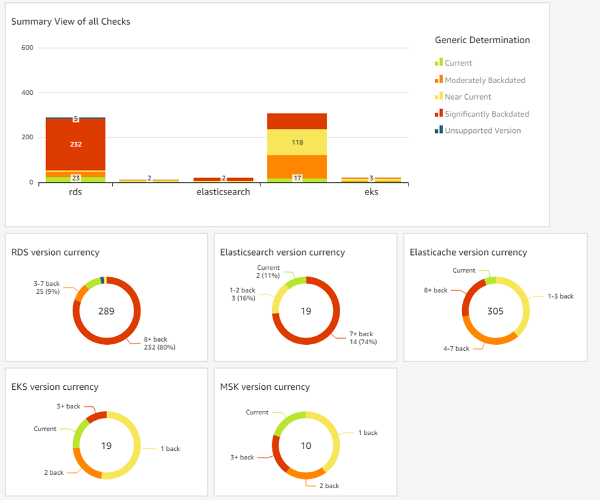 Summary View of all Checks
600
400
200
0
5
232
23
2
2
118
17
3
rds
elasticsearch
eks
Generic Determination
Current
Moderately Backdated
Near Current
Significantly Backdated
Unsupported Version
RDS version currency
3-7 back
25 (9%)
289
8+ back
232 (80%)
Elasticsearch version currency
Current
2 (11%)
1-2 back
3 (16%)
19
7+ back
14 (74%)
Elasticache version currency
Current
8+ back
1-3 back
305
4-7 back
EKS version currency
3+ back
Current
19
1 back
2 back
MSK version currency
Current
1 back
10
3+ back
2 back